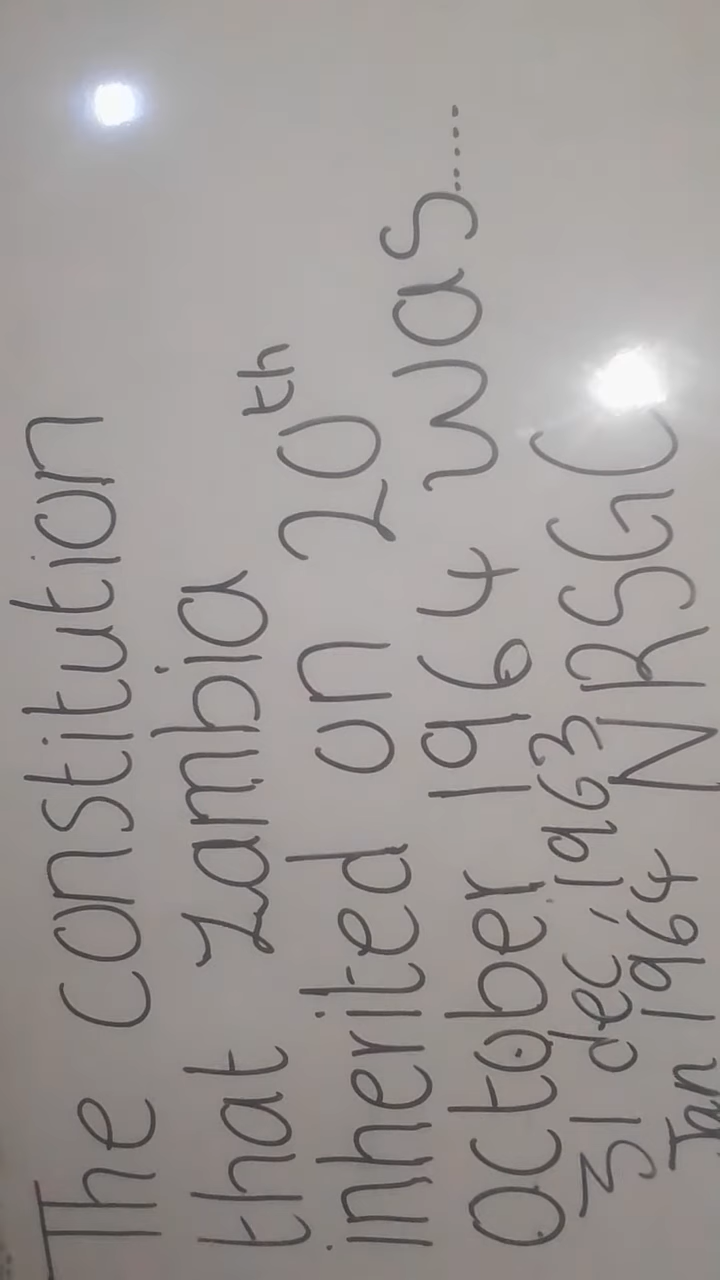 The constitution
that Zambia
inherited on 20th
October 1964 was.....
31 dec, 1963 NRSGC
Jan 1964